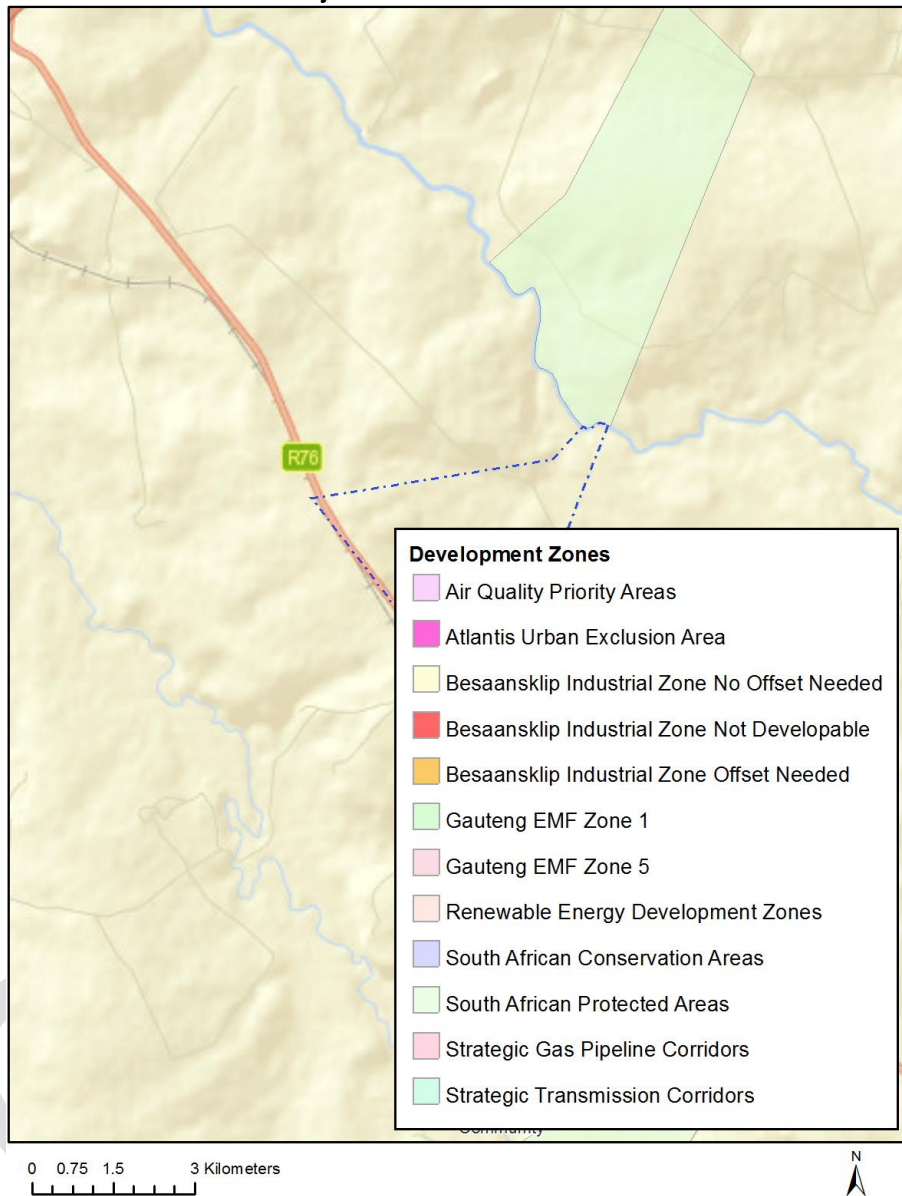 R76
Development Zones
Air Quality Priority Areas
Atlantis Urban Exclusion Area
Besaansklip Industrial Zone No Offset Needed
Besaansklip Industrial Zone Not Developable
Besaansklip Industrial Zone Offset Needed
Gauteng EMF Zone 1
Gauteng EMF Zone 5
Renewable Energy Development Zones
South African Conservation Areas
South African Protected Areas
Strategic Gas Pipeline Corridors
Strategic Transmission Corridors
0 0.75 1.5 3 Kilometers
N